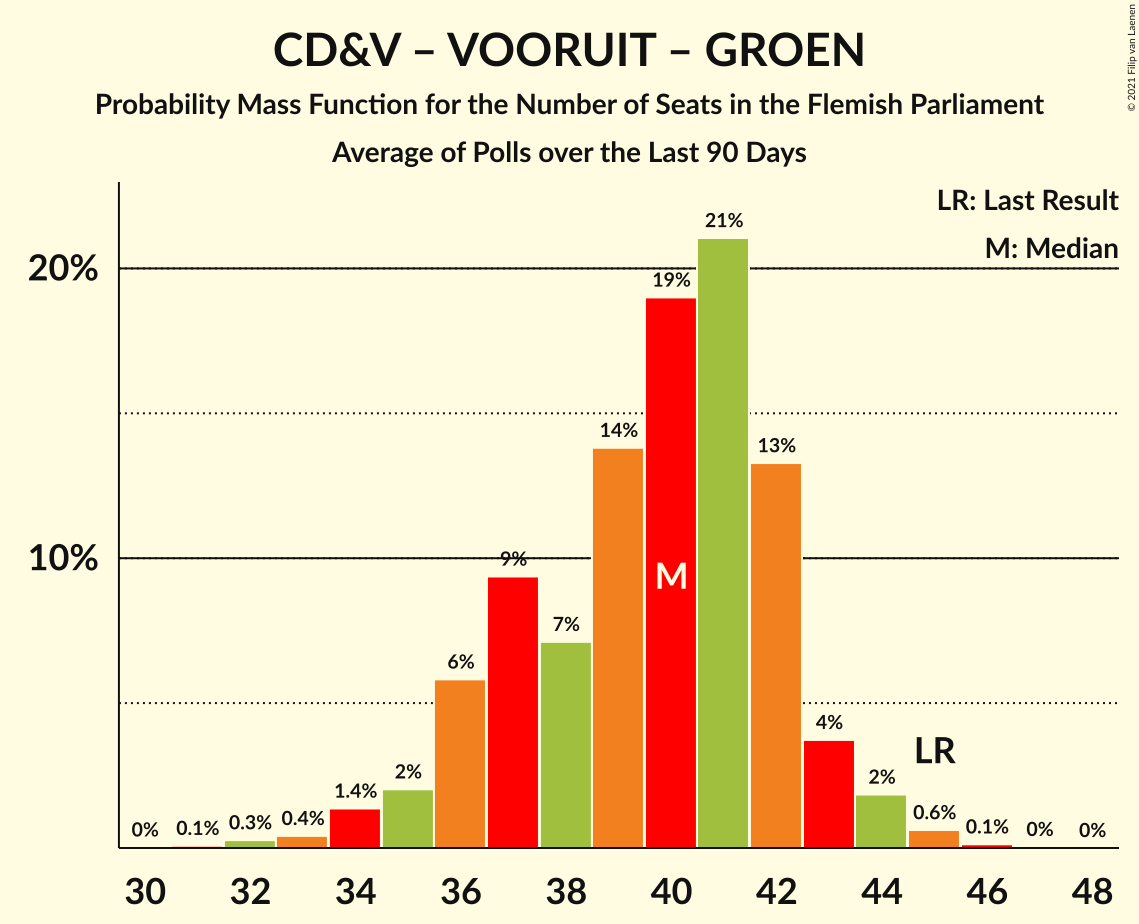 CD&V – VOORUIT – GROEN
Probability Mass Function for the Number of Seats in the Flemish Parliament
Average of Polls over the Last 90 Days
© 2021 Filip van Laenen
LR: Last Result
M: Median
20%
10%
0%
0.1%
0.3%
0.4%
1.4%
2%
6%
9%
7%
14%
19%
21%
13%
4%
2%
0.6%
0.1%
0%
0%
M
LR
30 32 34 36 38 40 42 44 46 48